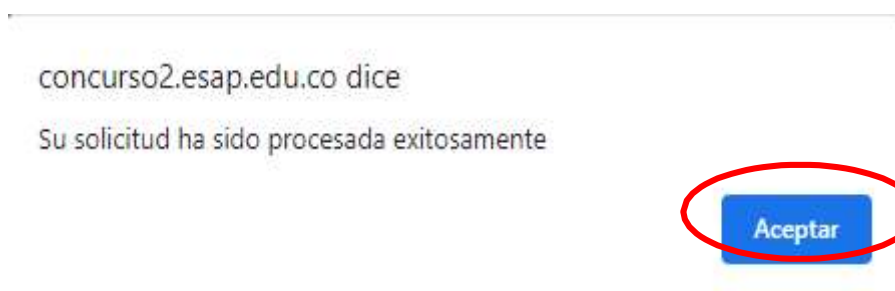 concurso2.esap.edu.co dice
Su solicitud ha sido procesada exitosamente
Aceptar